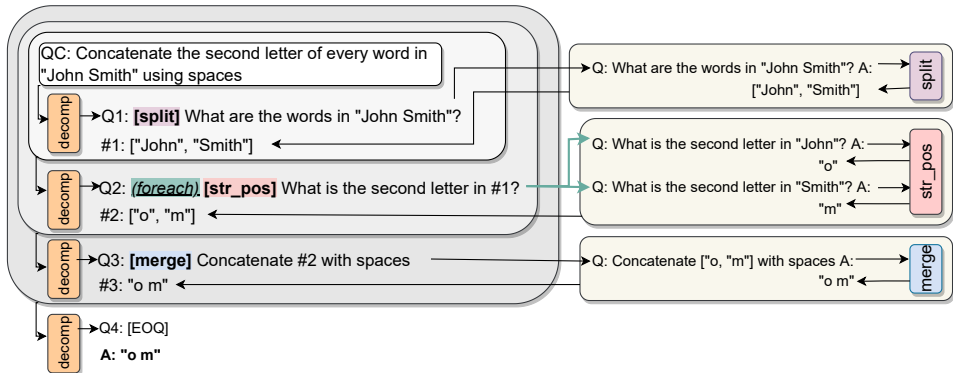 QC: Concatenate the second letter of every word in
"John Smith" using spaces
decomp
Q1: [split] What are the words in "John Smith"?
#1: ["John", "Smith"]
decomp
Q2: (foreach) [str_pos] What is the second letter in #1?
#2: ["o", "m"]
decomp
Q3: [merge] Concatenate #2 with spaces
#3: "o m"
decomp
Q4: [EOQ]
A: "o m"
Q: What are the words in "John Smith"? A:
["John", "Smith"]
split
Q: What is the second letter in "John"? A:
"o"
Q: What is the second letter in "Smith"? A:
"m"
str_pos
Q: Concatenate ["o, "m"] with spaces A:
"o m"
merge